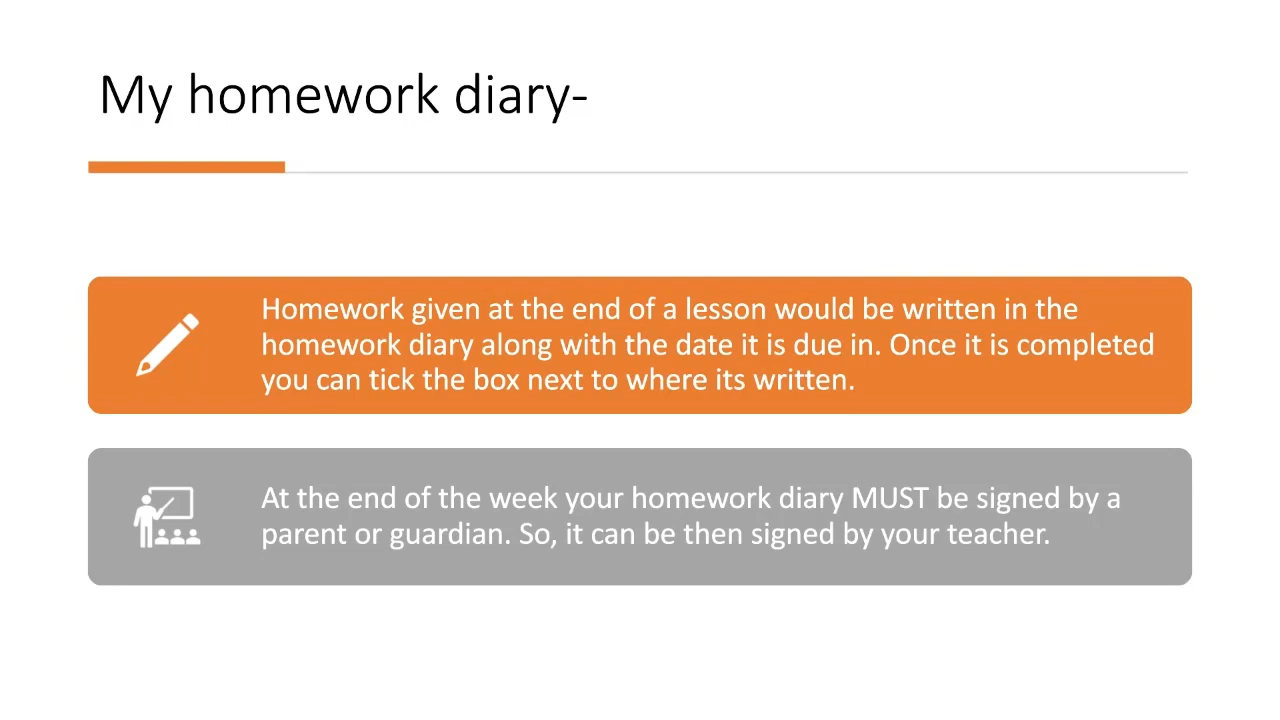 My homework diary-
Homework given at the end of a lesson would be written in the
homework diary along with the date it is due in. Once it is completed
you can tick the box next to where its written.
At the end of the week your homework diary MUST be signed by a
parent or guardian. So, it can be then signed by your teacher.